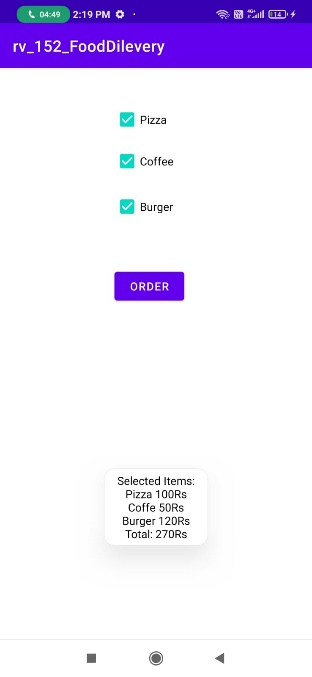 04:49 2:19 PM
rv_152_FoodDilevery
Pizza
Coffee
Burger
ORDER
Selected Items:
Pizza 100Rs
Coffe 50Rs
Burger 120Rs
Total: 270Rs